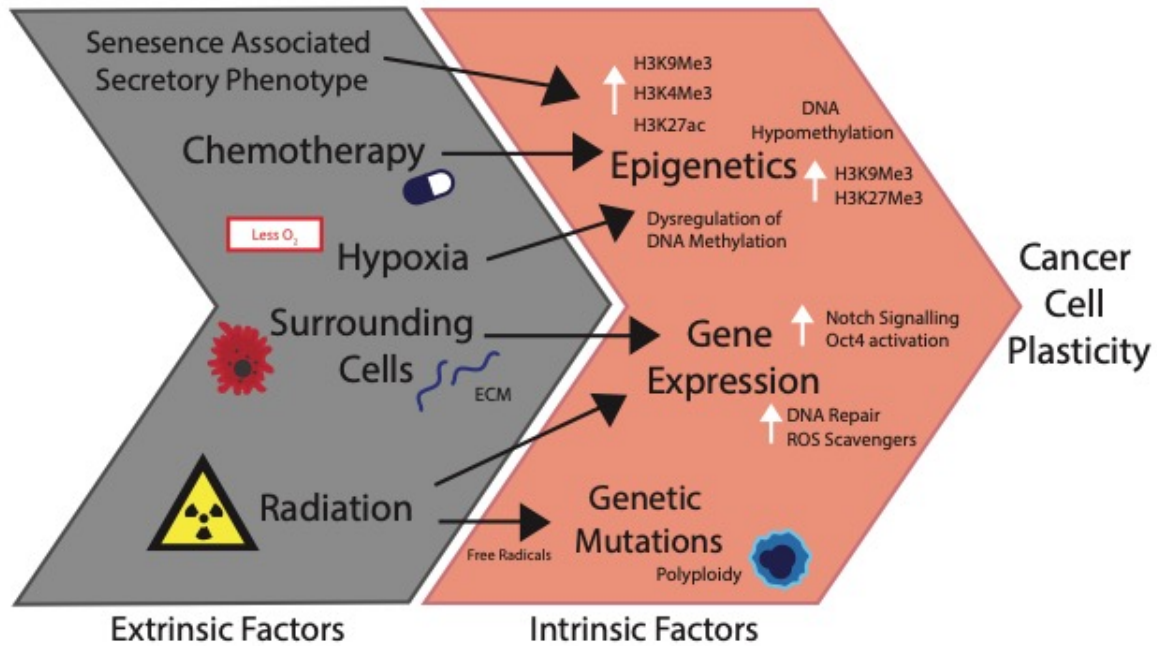 Senesence Associated
Secretory Phenotype
Chemotherapy
Less O₂
Hypoxia
Surrounding
Cells
ECM
Radiation
Free Radicals
Extrinsic Factors
H3K9Me3
H3K4Me3
H3K27ac
DNA
Hypomethylation
Epigenetics
H3K9Me3
H3K27Me3
Dysregulation of
DNA Methylation
Gene
Expression
Notch Signalling
Oct4 activation
DNA Repair
ROS Scavengers
Genetic
Mutations
Polyploidy
Intrinsic Factors
Cancer
Cell
Plasticity